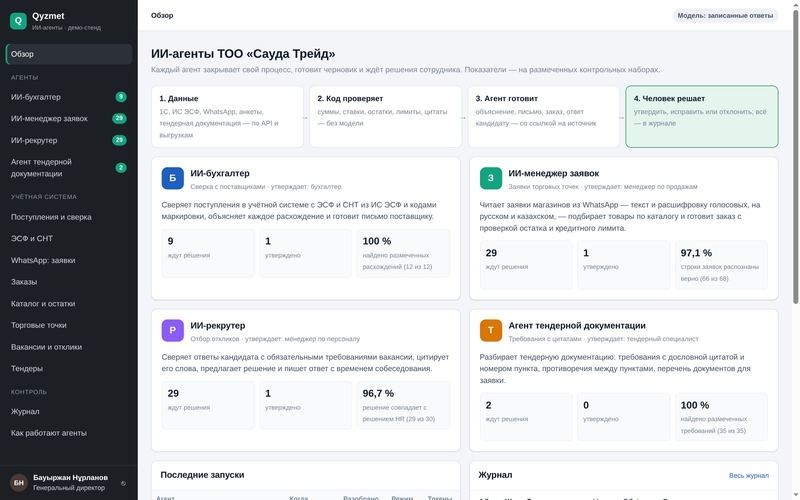 Q
Qyzmet
ИИ-агенты · демо-стенд
Обзор
АГЕНТЫ
ИИ-бухгалтер 9
ИИ-менеджер заявок 29
ИИ-рекрутер 29
Агент тендерной
документации 2
УЧЁТНАЯ СИСТЕМА
Поступления и сверка
ЭСФ и СНТ
WhatsApp: заявки
Заказы
Каталог и остатки
Торговые точки
Вакансии и отклики
Тендеры
КОНТРОЛЬ
Журнал
Как работают агенты
БН
Бауыржан Нұрланов
Генеральный директор
Обзор
Модель: записанные ответы
ИИ-агенты ТОО «Сауда Трейд»
Каждый агент закрывает свой процесс, готовит черновик и ждёт решения сотрудника. Показатели — на размеченных контрольных наборах.
1. Данные
1С, ИС ЭСФ, WhatsApp, анкеты,
тендерная документация — по API и
выгрузкам
2. Код проверяет
суммы, ставки, остатки, лимиты, цитаты
— без модели
3. Агент готовит
объяснение, письмо, заказ, ответ
кандидату — со ссылкой на источник
4. Человек решает
утвердить, исправить или отклонить; всё
— в журнале
Б
ИИ-бухгалтер
Сверка с поставщиками · утверждает: бухгалтер
Сверяет поступления в учётной системе с ЭСФ и СНТ из ИС ЭСФ и кодами
маркировки, объясняет каждое расхождение и готовит письмо поставщику.
9
ждут решения
1
утверждено
100 %
найдено размеченных
расхождений (12 из 12)
З
ИИ-менеджер заявок
Заявки торговых точек · утверждает: менеджер по продажам
Читает заявки магазинов из WhatsApp — текст и расшифровку голосовых, на
русском и казахском, — подбирает товары по каталогу и готовит заказ с
проверкой остатка и кредитного лимита.
29
ждут решения
1
утверждено
97,1 %
строки заявок распознаны
верно (66 из 68)
Р
ИИ-рекрутер
Отбор откликов · утверждает: менеджер по персоналу
Сверяет ответы кандидата с обязательными требованиями вакансии, цитирует
его слова, предлагает решение и пишет ответ с временем собеседования.
29
ждут решения
1
утверждено
96,7 %
решение совпадает с
решением HR (29 из 30)
Т
Агент тендерной документации
Требования с цитатами · утверждает: тендерный специалист
Разбирает тендерную документацию: требования с дословной цитатой и
номером пункта, противоречия между пунктами, перечень документов для
заявки.
2
ждут решения
0
утверждено
100 %
найдено размеченных
требований (35 из 35)
Последние запуски
Агент Когда Разобрано Режим Токены
Журнал
Весь журнал